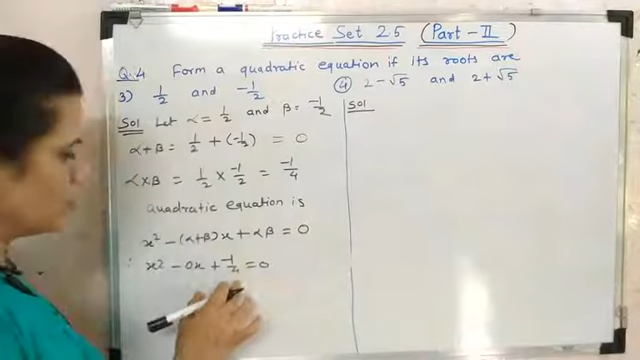 Practice Set 2.5 (Part - II)
Q.4 Form a quadratic equation if its roots are
3) 1/2 and -1/2
Sol Let α = 1/2 and β = -1/2
α+β = 1/2 + (-1/2) = 0
α×β = 1/2 × -1/2 = -1/4
quadratic equation is
x² - (α+β)x + αβ = 0
∴ x² - 0x + -1/4 = 0
④ 2-√5 and 2+√5
Sol